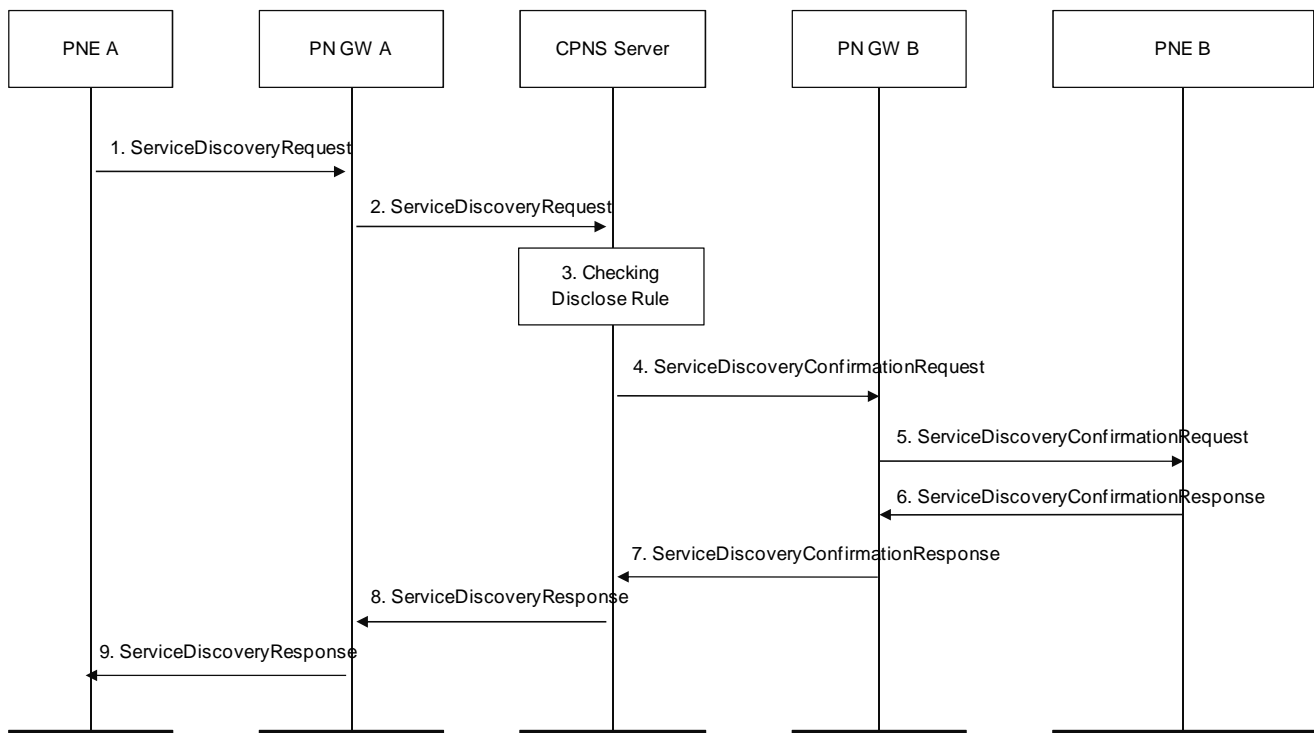 PNE A
PN GW A
CPNS Server
PN GW B
PNE B
1. ServiceDiscoveryRequest
2. ServiceDiscoveryRequest
3. Checking
Disclose Rule
4. ServiceDiscoveryConfirmationRequest
5. ServiceDiscoveryConfirmationRequest
6. ServiceDiscoveryConfirmationResponse
7. ServiceDiscoveryConfirmationResponse
8. ServiceDiscoveryResponse
9. ServiceDiscoveryResponse